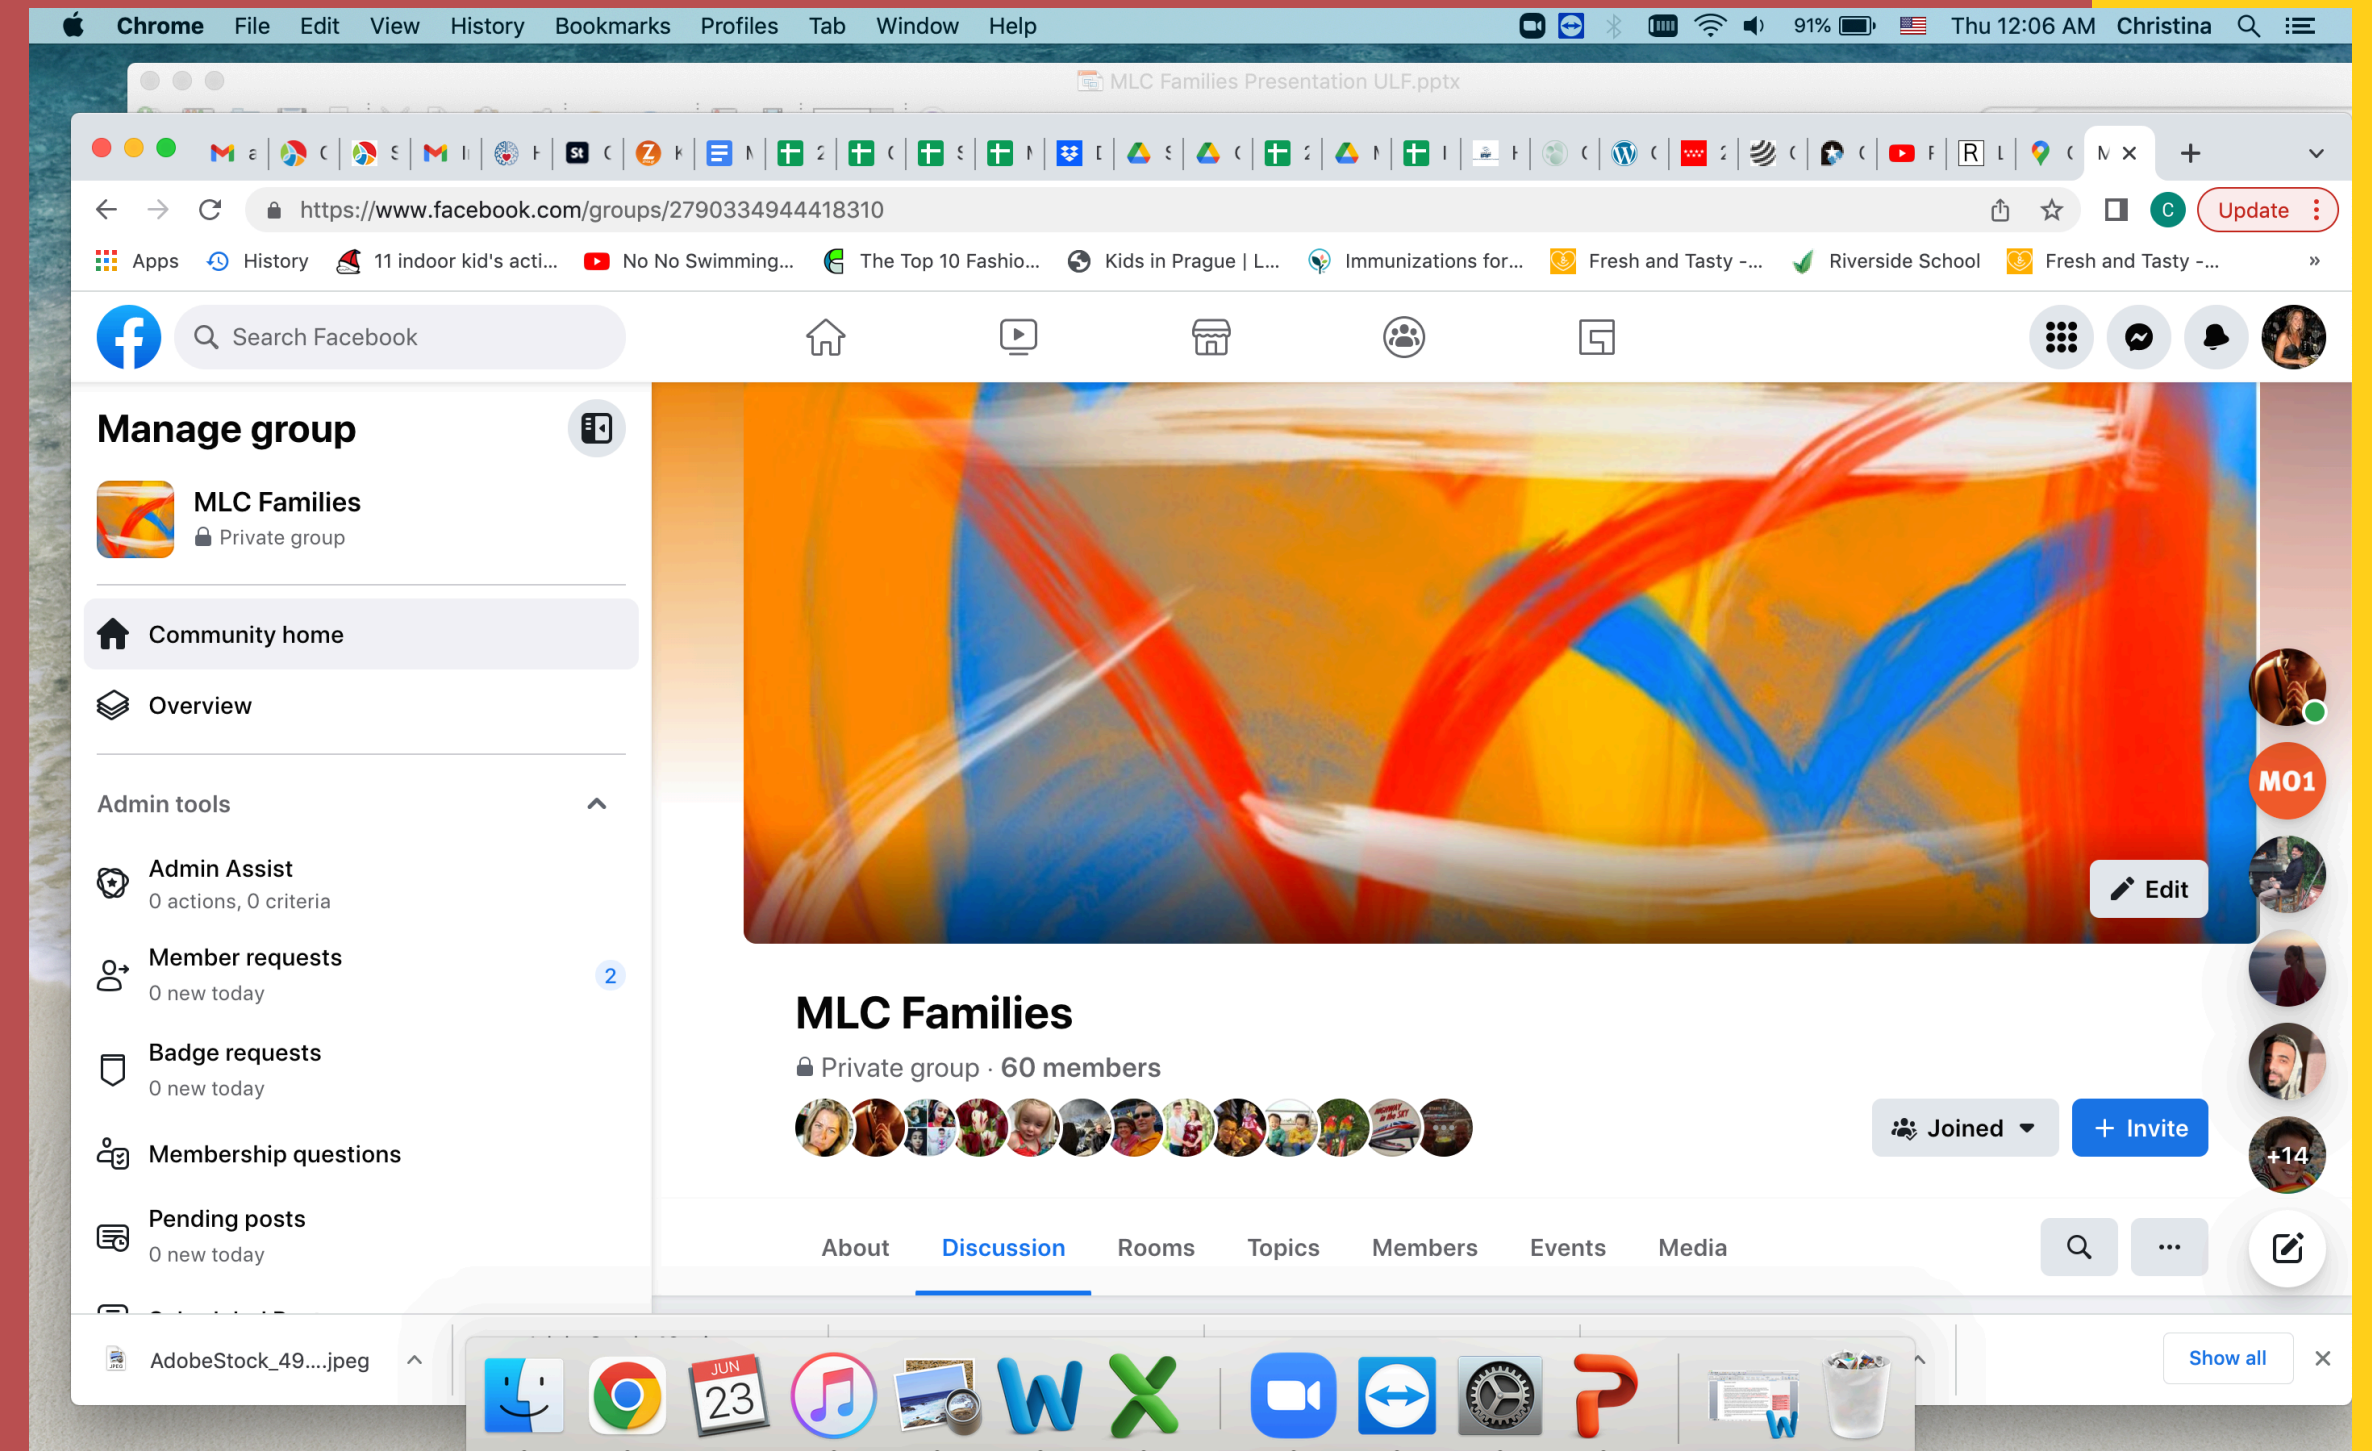 Chrome File Edit View History Bookmarks Profiles Tab Window Help 91% Thu 12:06 AM Christina
MLC Families Presentation ULF.pptx
https://www.facebook.com/groups/2790334944418310
Update
Apps History 11 indoor kid's acti... No No Swimming... The Top 10 Fashio... Kids in Prague | L... Immunizations for... Fresh and Tasty -... Riverside School Fresh and Tasty -... »
Search Facebook
Manage group
MLC Families
Private group
Community home
Overview
Admin tools
Admin Assist
0 actions, 0 criteria
Member requests
0 new today
2
Badge requests
0 new today
Membership questions
Pending posts
0 new today
Edit
MO1
MLC Families
Private group · 60 members
Joined
+ Invite
+14
About Discussion Rooms Topics Members Events Media
AdobeStock_49....jpeg
JUN
23
Show all